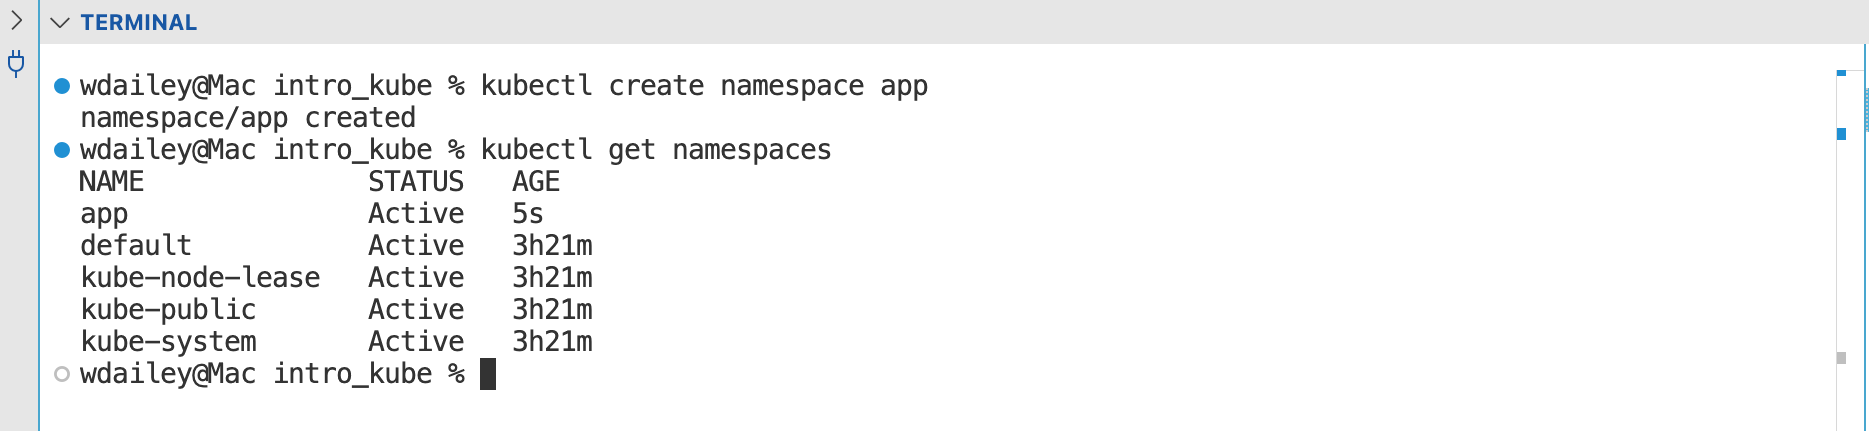 TERMINAL
wdailey@Mac intro_kube % kubectl create namespace app
namespace/app created
wdailey@Mac intro_kube % kubectl get namespaces
NAME              STATUS   AGE
app               Active   5s
default           Active   3h21m
kube-node-lease   Active   3h21m
kube-public       Active   3h21m
kube-system       Active   3h21m
wdailey@Mac intro_kube %